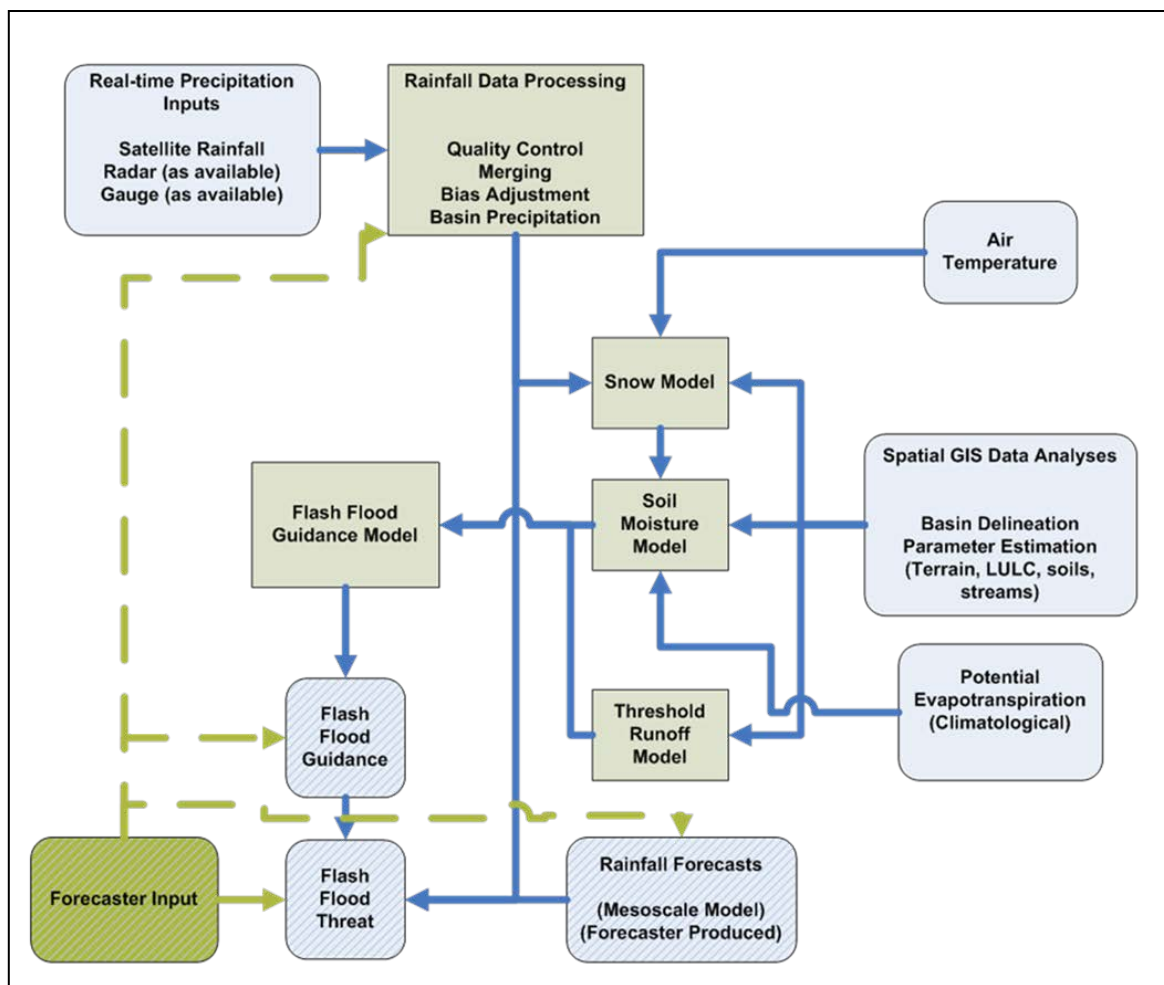 Real-time Precipitation
Inputs
Satellite Rainfall
Radar (as available)
Gauge (as available)
Rainfall Data Processing
Quality Control
Merging
Bias Adjustment
Basin Precipitation
Air
Temperature
Snow Model
Spatial GIS Data Analyses
Basin Delineation
Parameter Estimation
(Terrain, LULC, soils,
streams)
Flash Flood
Guidance Model
Soil
Moisture
Model
Potential
Evapotranspiration
(Climatological)
Flash
Flood
Guidance
Threshold
Runoff
Model
Forecaster Input
Flash
Flood
Threat
Rainfall Forecasts
(Mesoscale Model)
(Forecaster Produced)